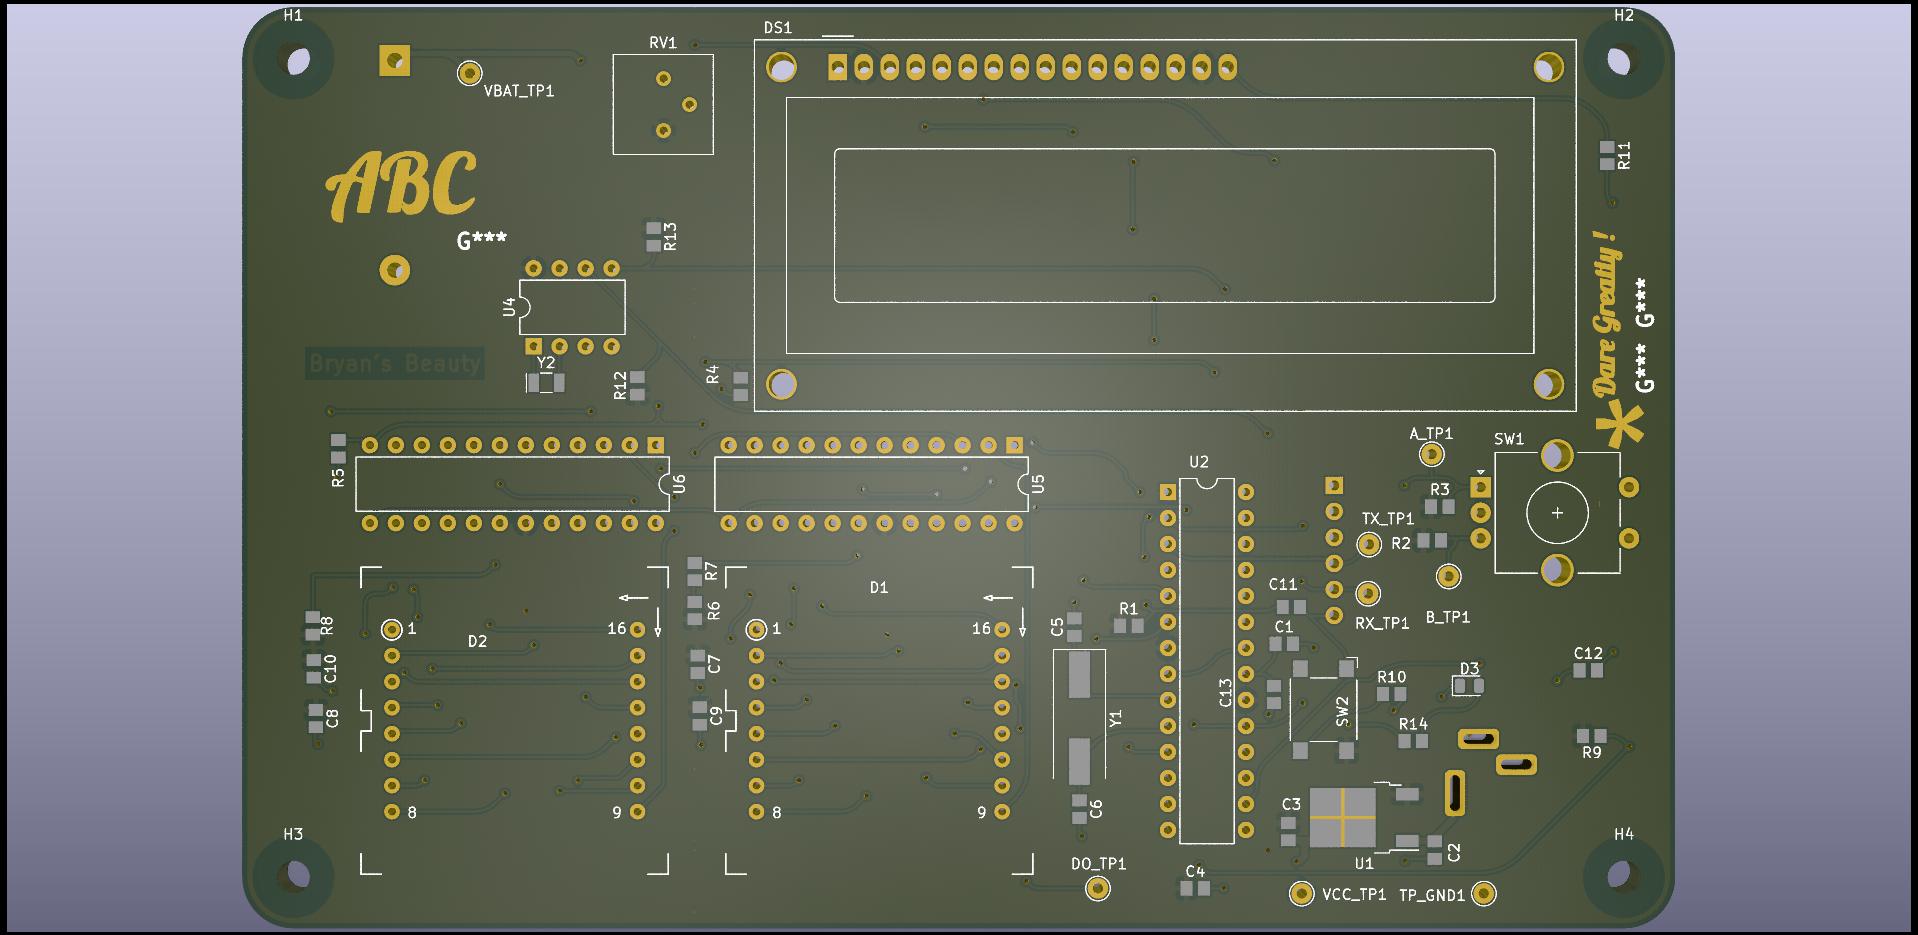 H1
H2
DS1
RV1
VBAT_TP1
R11
ABC
G***
R13
U4
Dare Greatly!
G*** G***
Bryan's Beauty
Y2
R12
R4
A_TP1
SW1
R5
U6
U5
U2
R3
TX_TP1
R2
R7
D1
C11
R6
B_TP1
1
16
1
16
R8
D2
C5
R1
C1
RX_TP1
C10
C7
C12
D3
R10
C13
C8
C9
Y1
SW2
R14
R9
8
9
8
9
C6
C3
H3
H4
U1
C2
DO_TP1
C4
VCC_TP1
TP_GND1